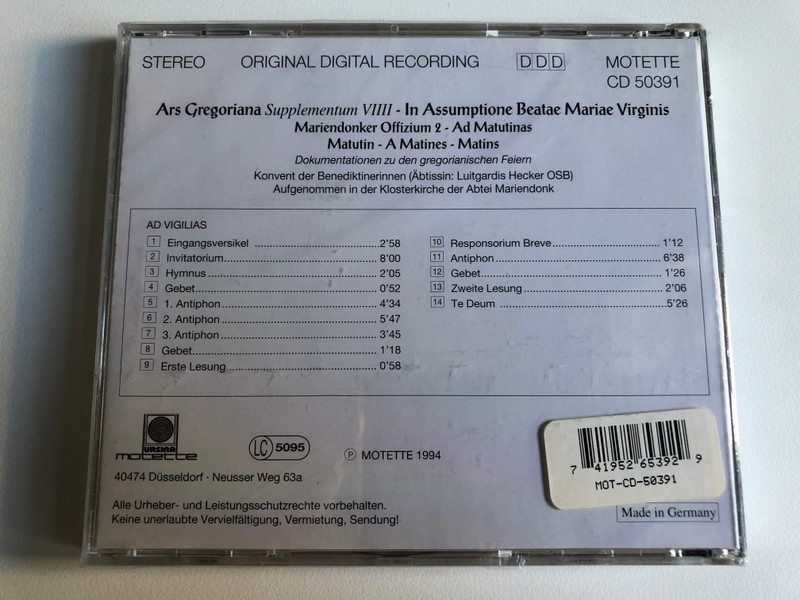 STEREO ORIGINAL DIGITAL RECORDING DDD MOTETTE
CD 50391
Ars Gregoriana Supplementum VIIII - In Assumptione Beatae Mariae Virginis
Mariendonker Offizium 2 - Ad Matutinas
Matutin - A Matines - Matins
Dokumentationen zu den gregorianischen Feiern
Konvent der Benediktinerinnen (Äbtissin: Luitgardis Hecker OSB)
Aufgenommen in der Klosterkirche der Abtei Mariendonk
AD VIGILIAS
1 Eingangsversikel ........ 2'58
2 Invitatorium ........ 8'00
3 Hymnus ........ 2'05
4 Gebet ........ 0'52
5 1. Antiphon ........ 4'34
6 2. Antiphon ........ 5'47
7 3. Antiphon ........ 3'45
8 Gebet ........ 1'18
9 Erste Lesung ........ 0'58
10 Responsorium Breve ........ 1'12
11 Antiphon ........ 6'38
12 Gebet ........ 1'26
13 Zweite Lesung ........ 2'06
14 Te Deum ........ 5'26
URSINA
motette
LC 5095
Ⓟ MOTETTE 1994
40474 Düsseldorf · Neusser Weg 63a
Alle Urheber- und Leistungsschutzrechte vorbehalten.
Keine unerlaubte Vervielfältigung, Vermietung, Sendung!
7 41952 65392 9
MOT-CD-50391
Made in Germany